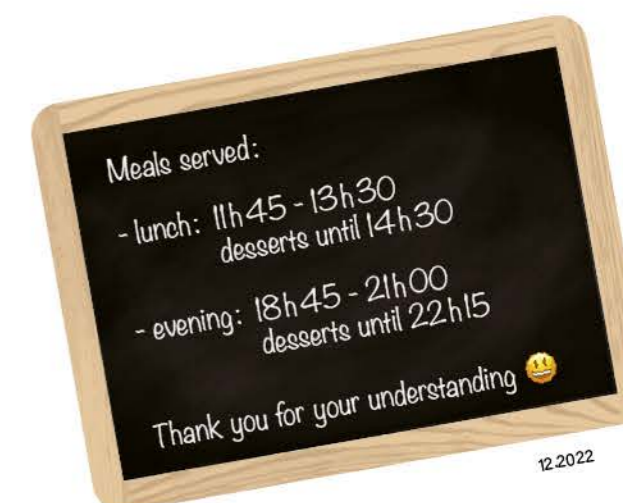 Meals served:
- lunch: 11h45 - 13h30
desserts until 14h30
- evening: 18h45 - 21h00
desserts until 22h15
Thank you for your understanding
12.2022